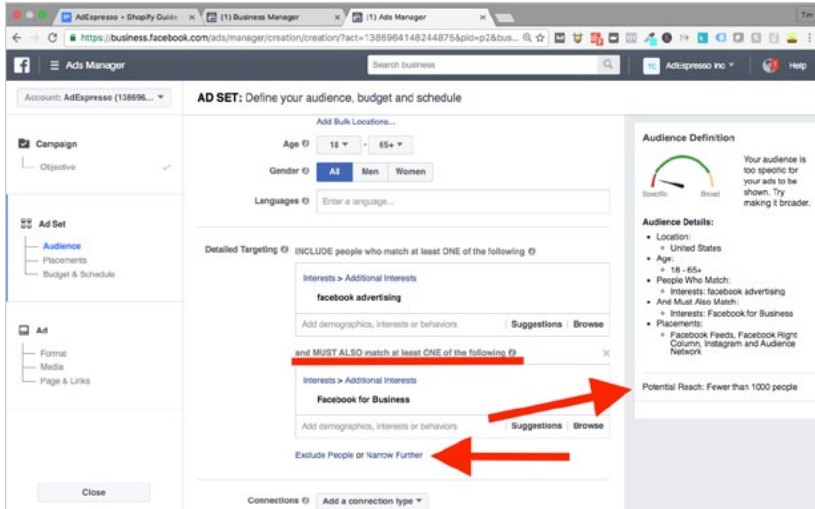 AdEspresso + Shopify Guide
(1) Business Manager
(1) Ads Manager
Tim
https://business.facebook.com/ads/manager/creation/creation/?act=1386964148244875&pid=p2&bus...
Ads Manager
Search business
TC
AdEspresso Inc
Help
Account: AdEspresso (138696...
AD SET: Define your audience, budget and schedule
Campaign
Objective
Ad Set
Audience
Placements
Budget & Schedule
Ad
Format
Media
Page & Links
Close
Add Bulk Locations...
Age
18 - 65+
Gender
All Men Women
Languages
Enter a language...
Detailed Targeting
INCLUDE people who match at least ONE of the following
Interests > Additional Interests
facebook advertising
Add demographics, interests or behaviors Suggestions Browse
and MUST ALSO match at least ONE of the following
Interests > Additional Interests
Facebook for Business
Add demographics, interests or behaviors Suggestions Browse
Exclude People or Narrow Further
Connections
Add a connection type
Audience Definition
Specific Broad
Your audience is
too specific for
your ads to be
shown. Try
making it broader.
Audience Details:
Location:
United States
Age:
18 - 65+
People Who Match:
Interests: facebook advertising
And Must Also Match:
Interests: Facebook for Business
Placements:
Facebook Feeds, Facebook Right
Column, Instagram and Audience
Network
Potential Reach: Fewer than 1000 people